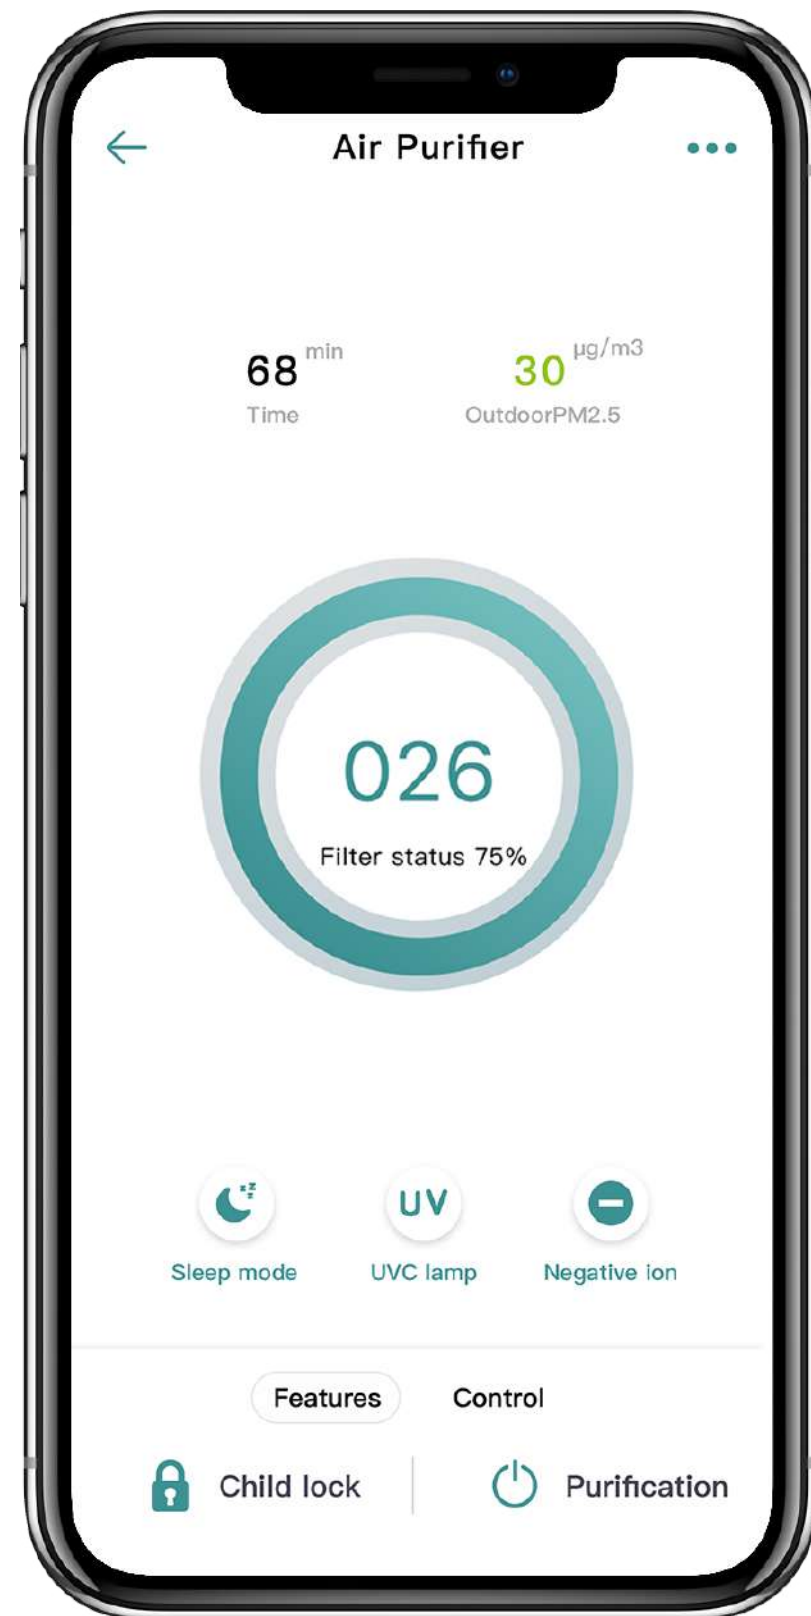 Air Purifier
68 min
30 µg/m3
Time
OutdoorPM2.5
026
Filter status 75%
UV
Sleep mode
UVC lamp
Negative ion
Features
Control
Child lock
Purification